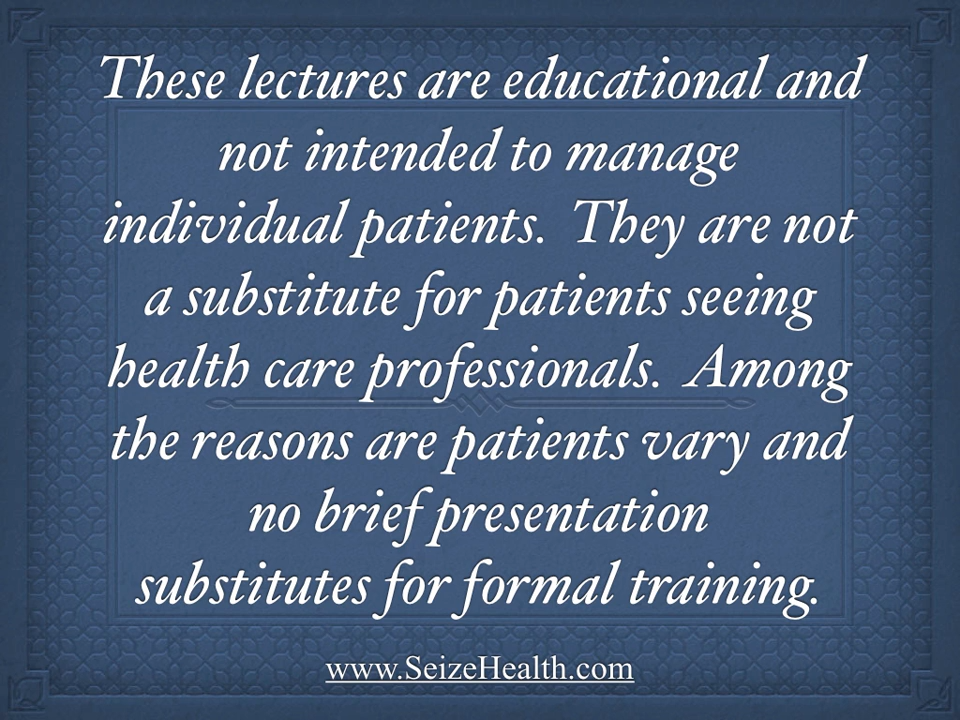 These lectures are educational and
not intended to manage
individual patients.  They are not
a substitute for patients seeing
health care professionals.  Among
the reasons are patients vary and
no brief presentation
substitutes for formal training.
www.SeizeHealth.com